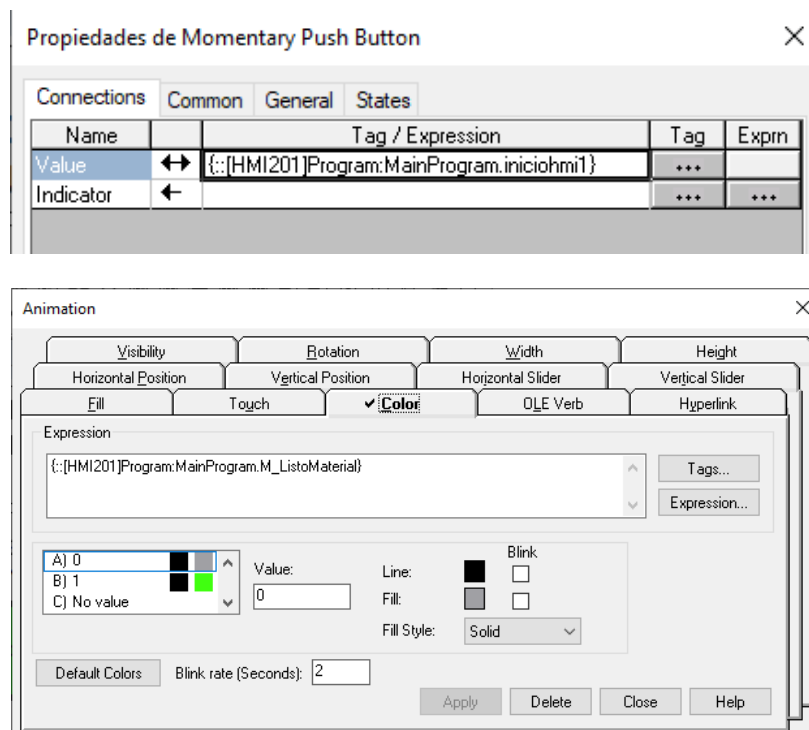 Propiedades de Momentary Push Button
Connections Common General States
Name Tag / Expression Tag Exprn
Value {::[HMI201]Program:MainProgram.iniciohmi1} ...
Indicator ... ...
Animation
Visibility Rotation Width Height
Horizontal Position Vertical Position Horizontal Slider Vertical Slider
Fill Touch Color OLE Verb Hyperlink
Expression
{::[HMI201]Program:MainProgram.M_ListoMaterial}
Tags...
Expression...
A) 0
B) 1
C) No value
Value:
0
Blink
Line:
Fill:
Fill Style: Solid
Default Colors Blink rate (Seconds): 2
Apply Delete Close Help